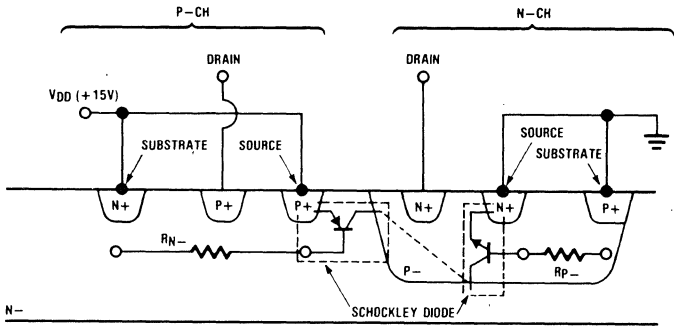 P-CH
N-CH
DRAIN
DRAIN
VDD (+15V)
SUBSTRATE
SOURCE
SOURCE
SUBSTRATE
N+
P+
P+
N+
N+
P+
RN-
P-
RP-
SCHOCKLEY DIODE
N-